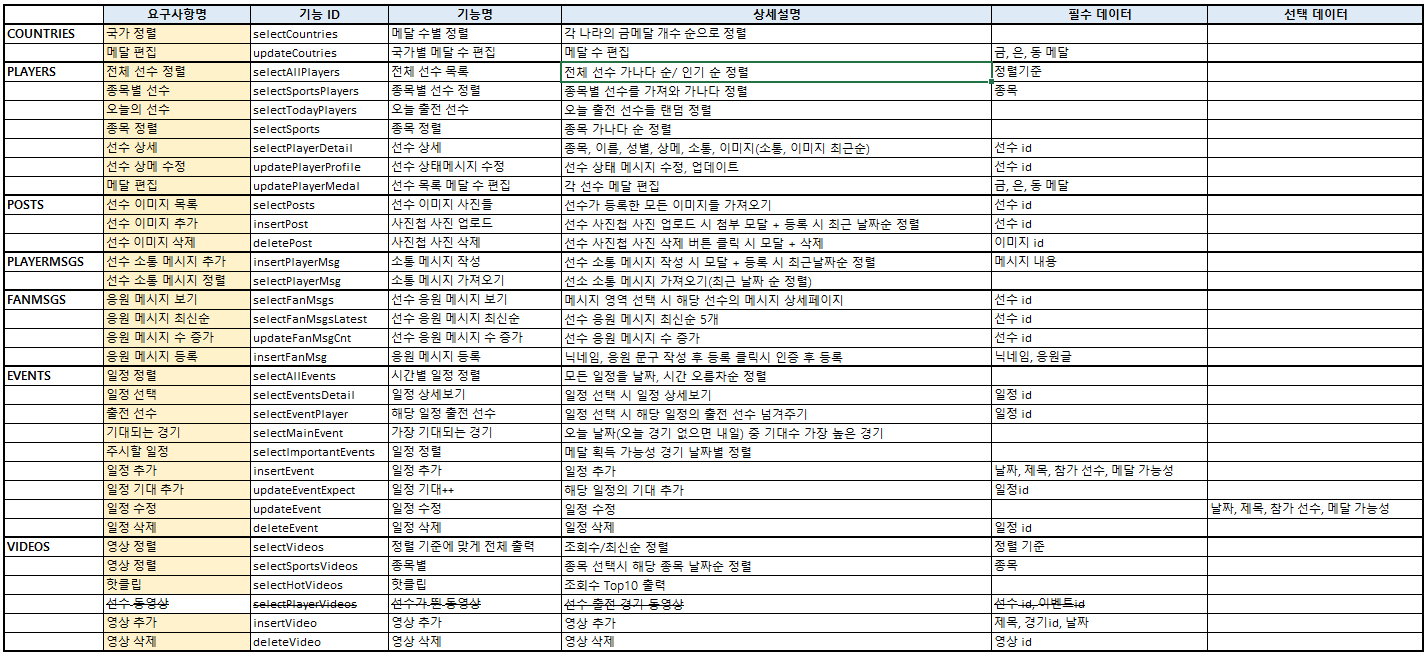 요구사항명 기능 ID 기능명 상세설명 필수 데이터 선택 데이터
COUNTRIES 국가 정렬 selectCountries 메달 수별 정렬 각 나라의 금메달 개수 순으로 정렬
메달 편집 updateCoutries 국가별 메달 수 편집 메달 수 편집 금, 은, 동 메달
PLAYERS 전체 선수 정렬 selectAllPlayers 전체 선수 목록 전체 선수 가나다 순/ 인기 순 정렬 정렬기준
종목별 선수 selectSportsPlayers 종목별 선수 정렬 종목별 선수를 가져와 가나다 정렬 종목
오늘의 선수 selectTodayPlayers 오늘 출전 선수 오늘 출전 선수들 랜덤 정렬
종목 정렬 selectSports 종목 정렬 종목 가나다 순 정렬
선수 상세 selectPlayerDetail 선수 상세 종목, 이름, 성별, 상메, 소통, 이미지(소통, 이미지 최근순) 선수 id
선수 상메 수정 updatePlayerProfile 선수 상태메시지 수정 선수 상태 메시지 수정, 업데이트 선수 id
메달 편집 updatePlayerMedal 선수 목록 메달 수 편집 각 선수 메달 편집 금, 은, 동 메달
POSTS 선수 이미지 목록 selectPosts 선수 이미지 사진들 선수가 등록한 모든 이미지들 가져오기 선수 id
선수 이미지 추가 insertPost 사진첩 사진 업로드 선수 사진첩 사진 업로드 시 첨부 모달 + 등록 시 최근 날짜순 정렬 선수 id
선수 이미지 삭제 deletePost 사진첩 사진 삭제 선수 사진첩 사진 삭제 버튼 클릭 시 모달 + 삭제 이미지 id
PLAYERMSGS 선수 소통 메시지 추가 insertPlayerMsg 소통 메시지 작성 선수 소통 메시지 작성 시 모달 + 등록 시 최근날짜순 정렬 메시지 내용
선수 소통 메시지 정렬 selectPlayerMsg 소통 메시지 가져오기 선소 소통 메시지 가져오기(최근 날짜 순 정렬)
FANMSGS 응원 메시지 보기 selectFanMsgs 선수 응원 메시지 보기 메시지 영역 선택 시 해당 선수의 메시지 상세페이지 선수 id
응원 메시지 최신순 selectFanMsgsLatest 선수 응원 메시지 최신순 선수 응원 메시지 최신순 5개 선수 id
응원 메시지 수 증가 updateFanMsgCnt 선수 응원 메시지 수 증가 선수 응원 메시지 수 증가 선수 id
응원 메시지 등록 insertFanMsg 응원 메시지 등록 닉네임, 응원 문구 작성 후 등록 클릭시 인증 후 등록 닉네임, 응원글
EVENTS 일정 정렬 selectAllEvents 시간별 일정 정렬 모든 일정을 날짜, 시간 오름차순 정렬
일정 선택 selectEventsDetail 일정 상세보기 일정 선택 시 일정 상세보기 일정 id
출전 선수 selectEventPlayer 해당 일정 출전 선수 일정 선택 시 해당 일정의 출전 선수 넘겨주기 일정 id
기대되는 경기 selectMainEvent 가장 기대되는 경기 오늘 날짜(오늘 경기 없으면 내일) 중 기대수 가장 높은 경기
주시할 일정 selectImportantEvents 일정 정렬 메달 획득 가능성 경기 날짜별 정렬
일정 추가 insertEvent 일정 추가 일정 추가 날짜, 제목, 참가 선수, 메달 가능성
일정 기대 추가 updateEventExpect 일정 기대++ 해당 일정의 기대 추가 일정id
일정 수정 updateEvent 일정 수정 일정 수정 날짜, 제목, 참가 선수, 메달 가능성
일정 삭제 deleteEvent 일정 삭제 일정 삭제 일정 id
VIDEOS 영상 정렬 selectVideos 정렬 기준에 맞게 전체 출력 조회수/최신순 정렬 정렬 기준
영상 정렬 selectSportsVideos 종목별 종목 선택시 해당 종목 날짜순 정렬 종목
핫클립 selectHotVideos 핫클립 조회수 Top10 출력
선수 동영상 selectPlayerVideos 선수가 뛴 동영상 선수 출전 경기 동영상 선수 id, 이벤트id
영상 추가 insertVideo 영상 추가 영상 추가 제목, 경기id, 날짜
영상 삭제 deleteVideo 영상 삭제 영상 삭제 영상 id